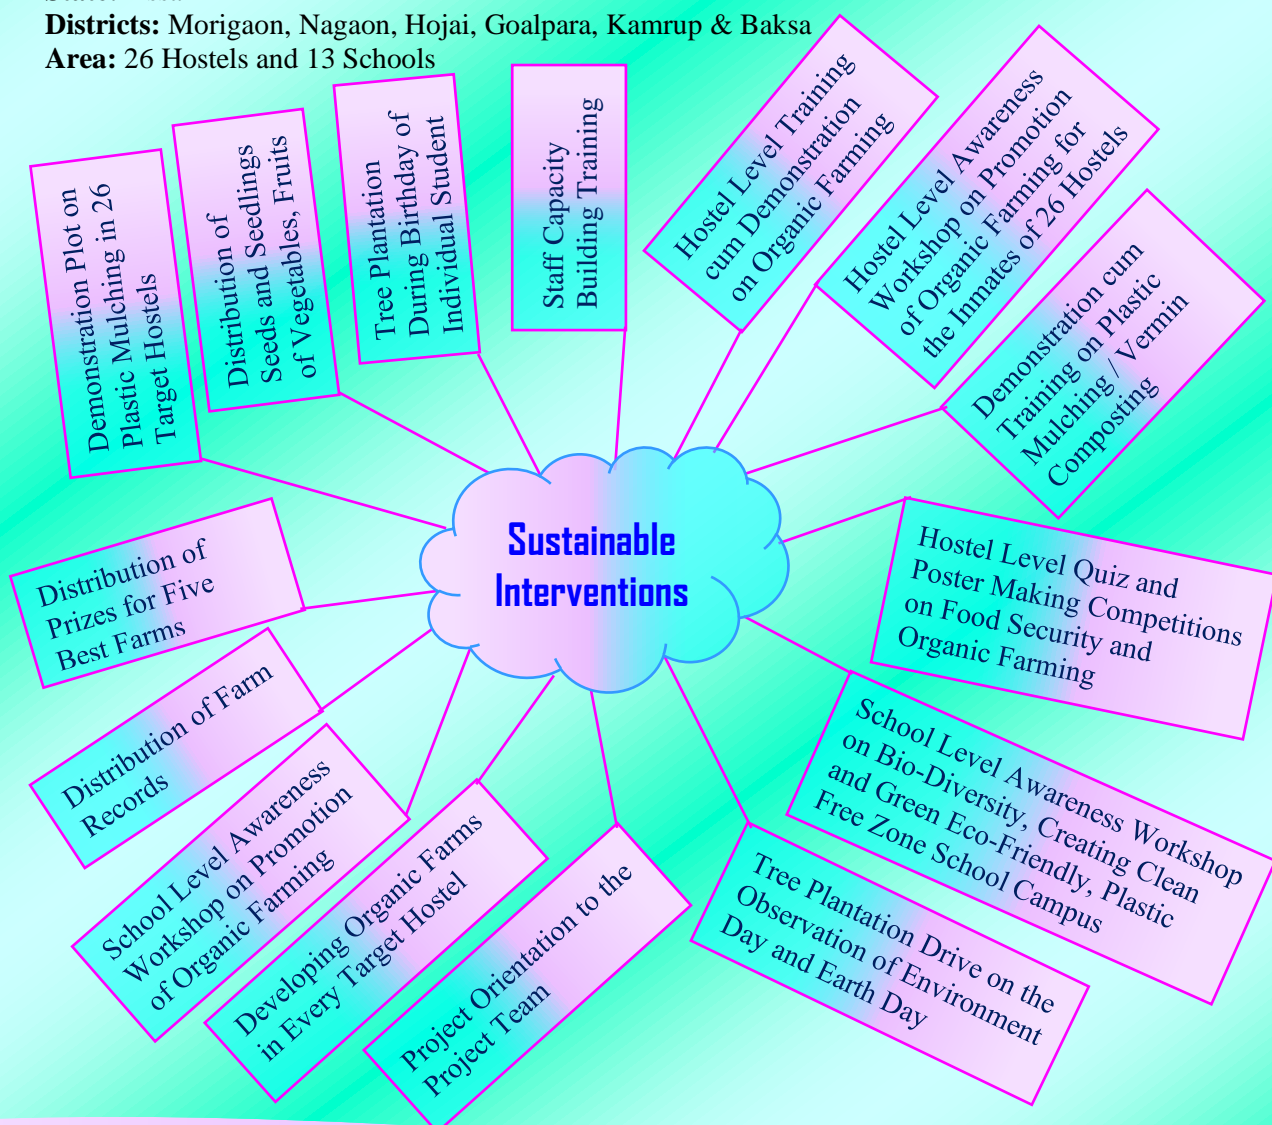 Districts: Morigaon, Nagaon, Hojai, Goalpara, Kamrup & Baksa
Area: 26 Hostels and 13 Schools
Demonstration Plot on
Plastic Mulching in 26
Target Hostels
Distribution of
Seeds and Seedlings
of Vegetables, Fruits
Tree Plantation
During Birthday of
Individual Student
Staff Capacity
Building Training
Hostel Level Training
cum Demonstration
on Organic Farming
Hostel Level Awareness
Workshop on Promotion
of Organic Farming for
the Inmates of 26 Hostels
Demonstration cum
Training on Plastic
Mulching / Vermin
Composting
Sustainable
Interventions
Hostel Level Quiz and
Poster Making Competitions
on Food Security and
Organic Farming
School Level Awareness Workshop
on Bio-Diversity, Creating Clean
and Green Eco-Friendly, Plastic
Free Zone School Campus
Tree Plantation Drive on the
Observation of Environment
Day and Earth Day
Project Orientation to the
Project Team
Developing Organic Farms
in Every Target Hostel
School Level Awareness
Workshop on Promotion
of Organic Farming
Distribution of Farm
Records
Distribution of
Prizes for Five
Best Farms